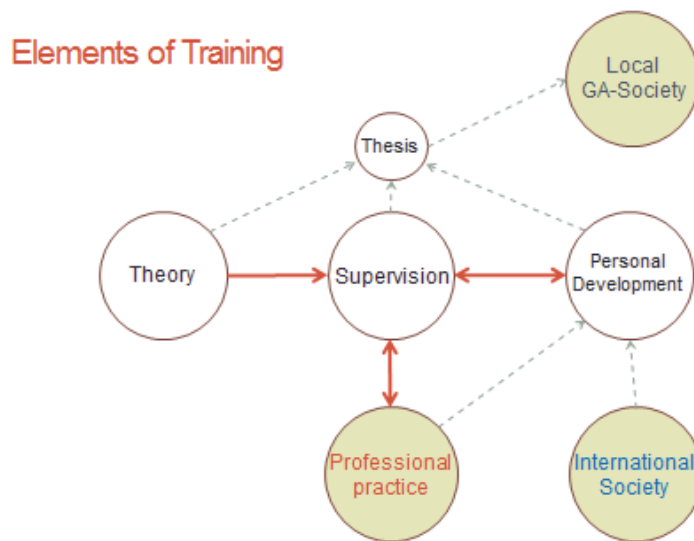 Elements of Training
Local
GA-Society
Thesis
Theory
Supervision
Personal
Development
Professional
practice
International
Society